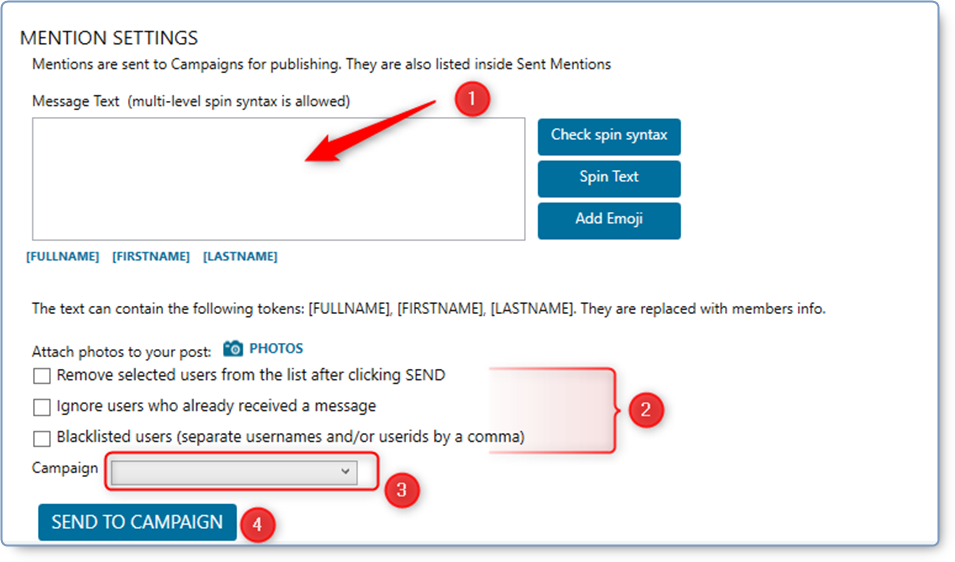 MENTION SETTINGS
Mentions are sent to Campaigns for publishing. They are also listed inside Sent Mentions
Message Text (multi-level spin syntax is allowed)
1
Check spin syntax
Spin Text
Add Emoji
[FULLNAME] [FIRSTNAME] [LASTNAME]
The text can contain the following tokens: [FULLNAME], [FIRSTNAME], [LASTNAME]. They are replaced with members info.
Attach photos to your post: PHOTOS
Remove selected users from the list after clicking SEND
Ignore users who already received a message
2
Blacklisted users (separate usernames and/or userids by a comma)
Campaign
3
SEND TO CAMPAIGN
4